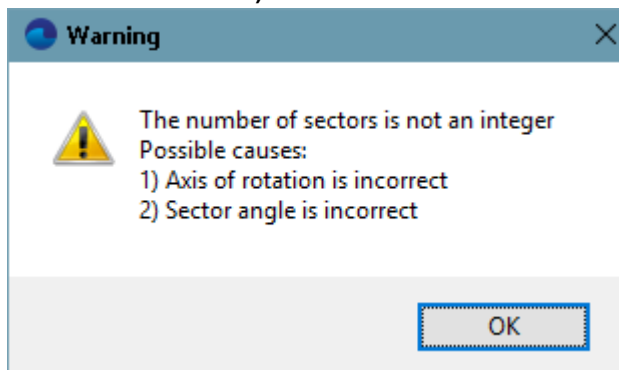 Warning
The number of sectors is not an integer
Possible causes:
1) Axis of rotation is incorrect
2) Sector angle is incorrect
OK